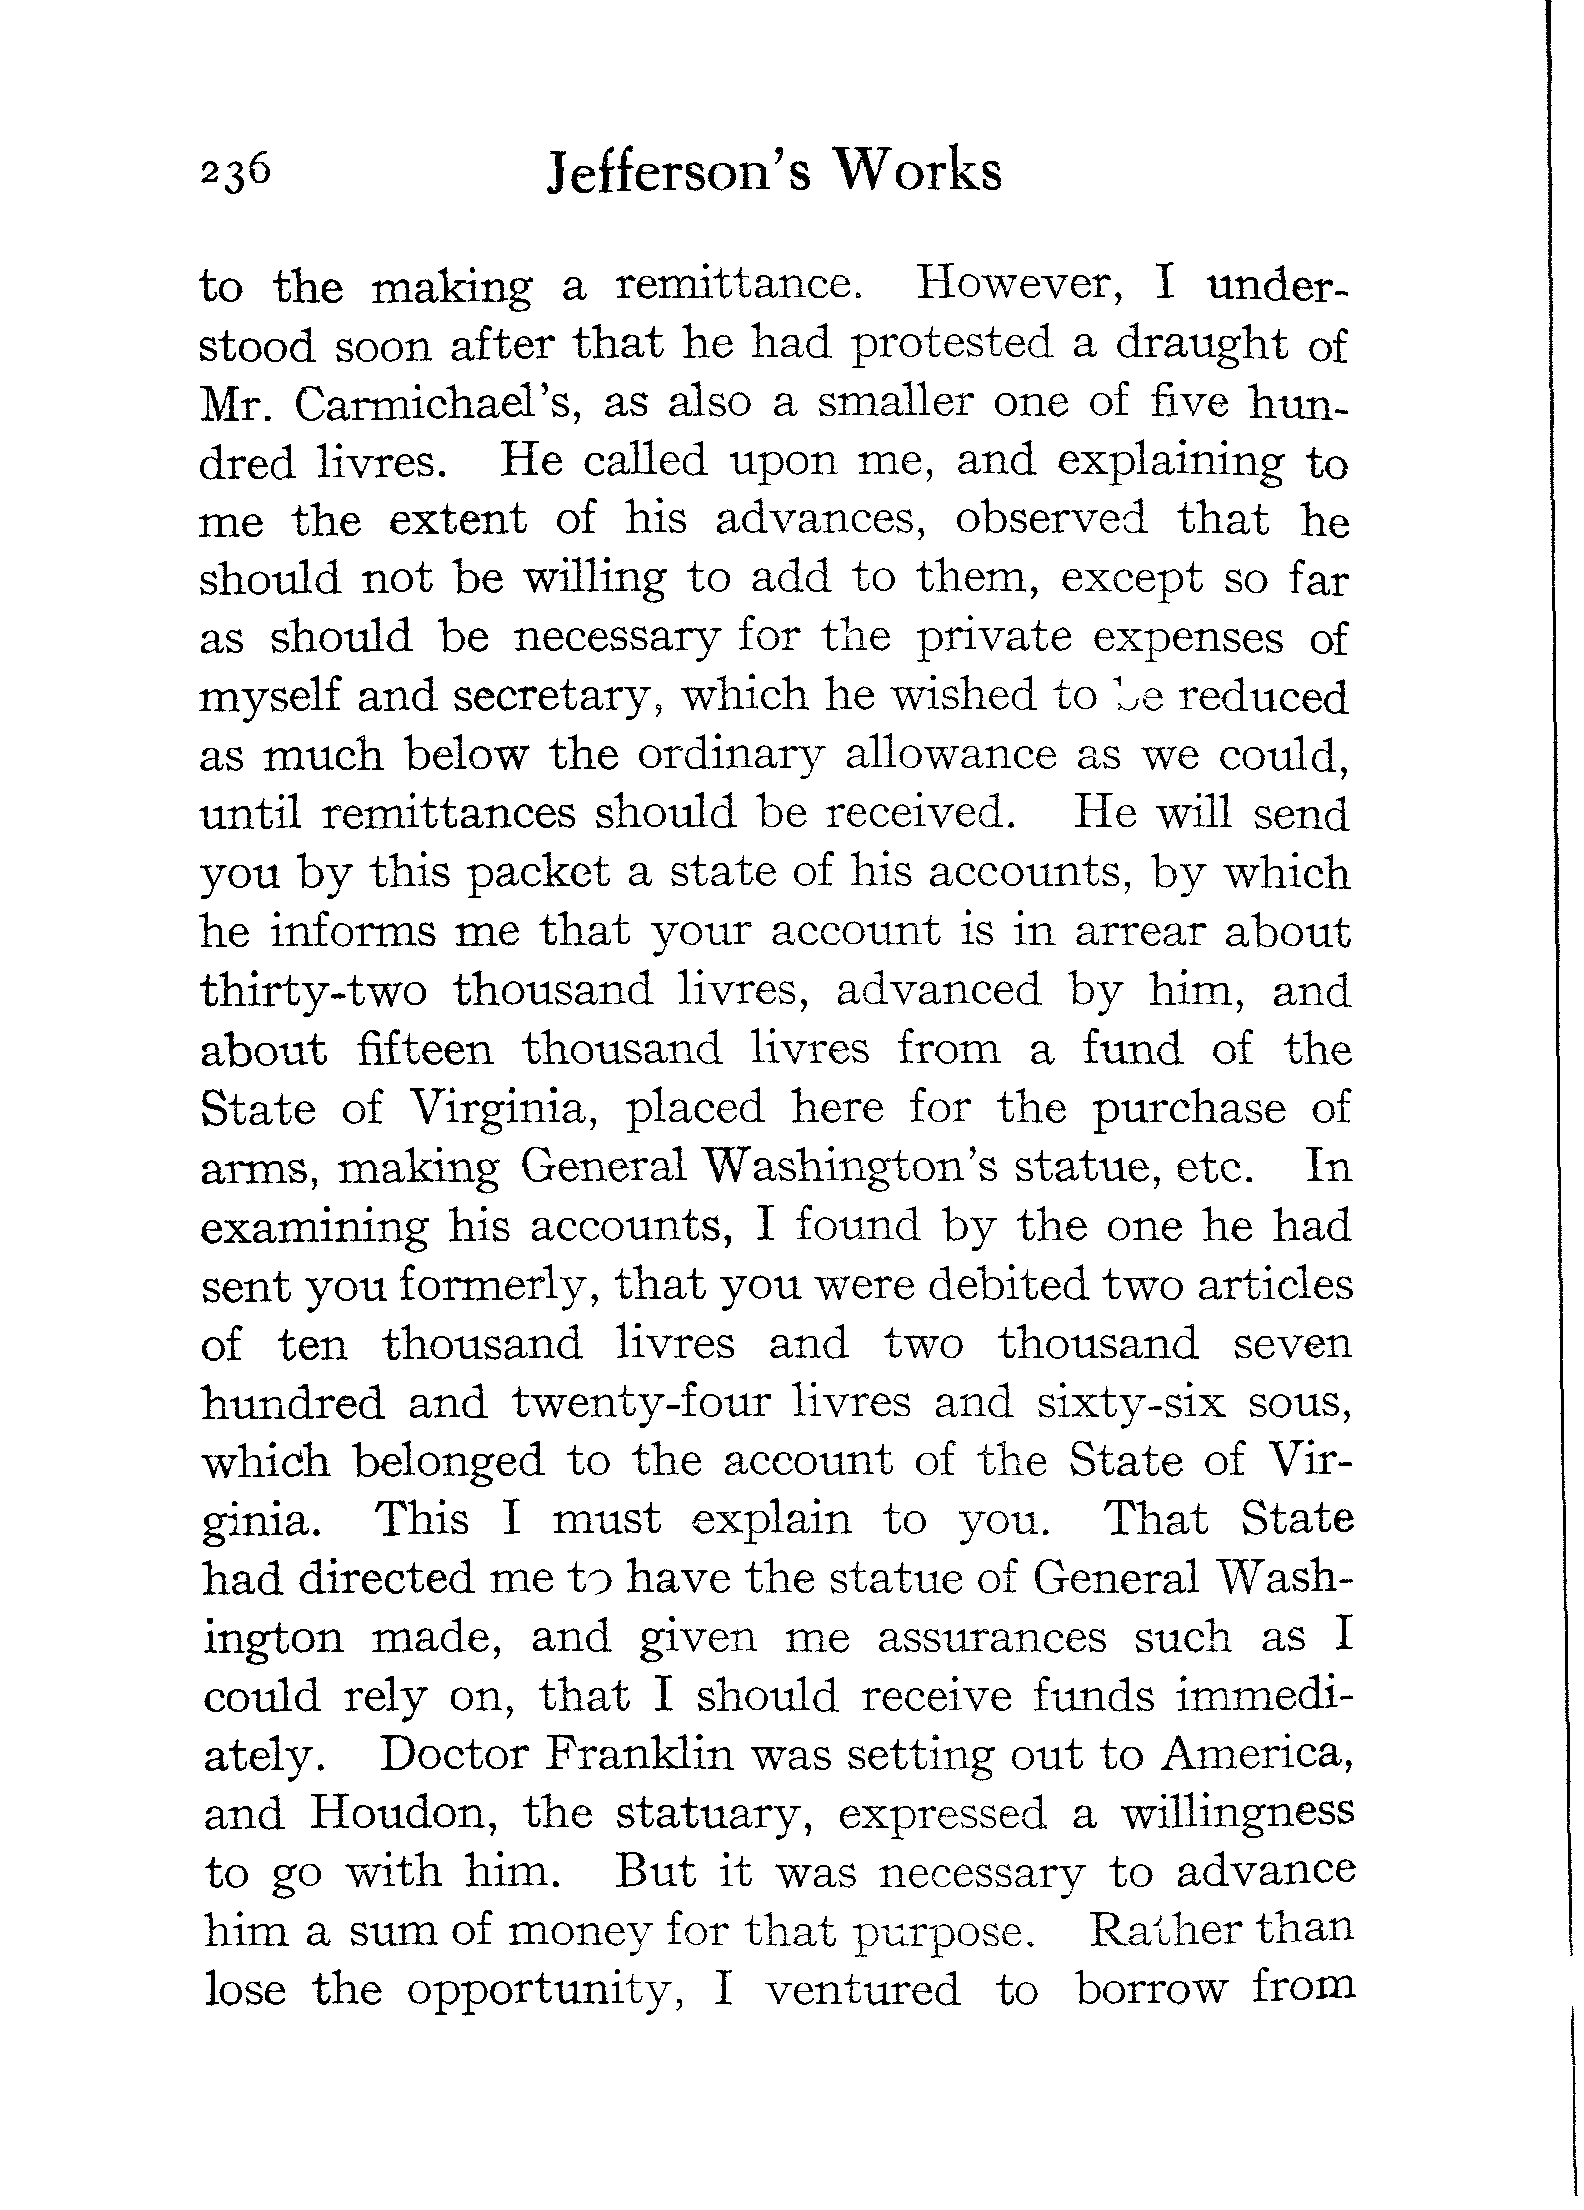 236 Jefferson's Works
to the making a remittance. However, I under-
stood soon after that he had protested a draught of
Mr. Carmichael's, as also a smaller one of five hun-
dred livres. He called upon me, and explaining to
me the extent of his advances, observed that he
should not be willing to add to them, except so far
as should be necessary for the private expenses of
myself and secretary, which he wished to be reduced
as much below the ordinary allowance as we could,
until remittances should be received. He will send
you by this packet a state of his accounts, by which
he informs me that your account is in arrear about
thirty-two thousand livres, advanced by him, and
about fifteen thousand livres from a fund of the
State of Virginia, placed here for the purchase of
arms, making General Washington's statue, etc. In
examining his accounts, I found by the one he had
sent you formerly, that you were debited two articles
of ten thousand livres and two thousand seven
hundred and twenty-four livres and sixty-six sous,
which belonged to the account of the State of Vir-
ginia. This I must explain to you. That State
had directed me to have the statue of General Wash-
ington made, and given me assurances such as I
could rely on, that I should receive funds immedi-
ately. Doctor Franklin was setting out to America,
and Houdon, the statuary, expressed a willingness
to go with him. But it was necessary to advance
him a sum of money for that purpose. Rather than
lose the opportunity, I ventured to borrow from